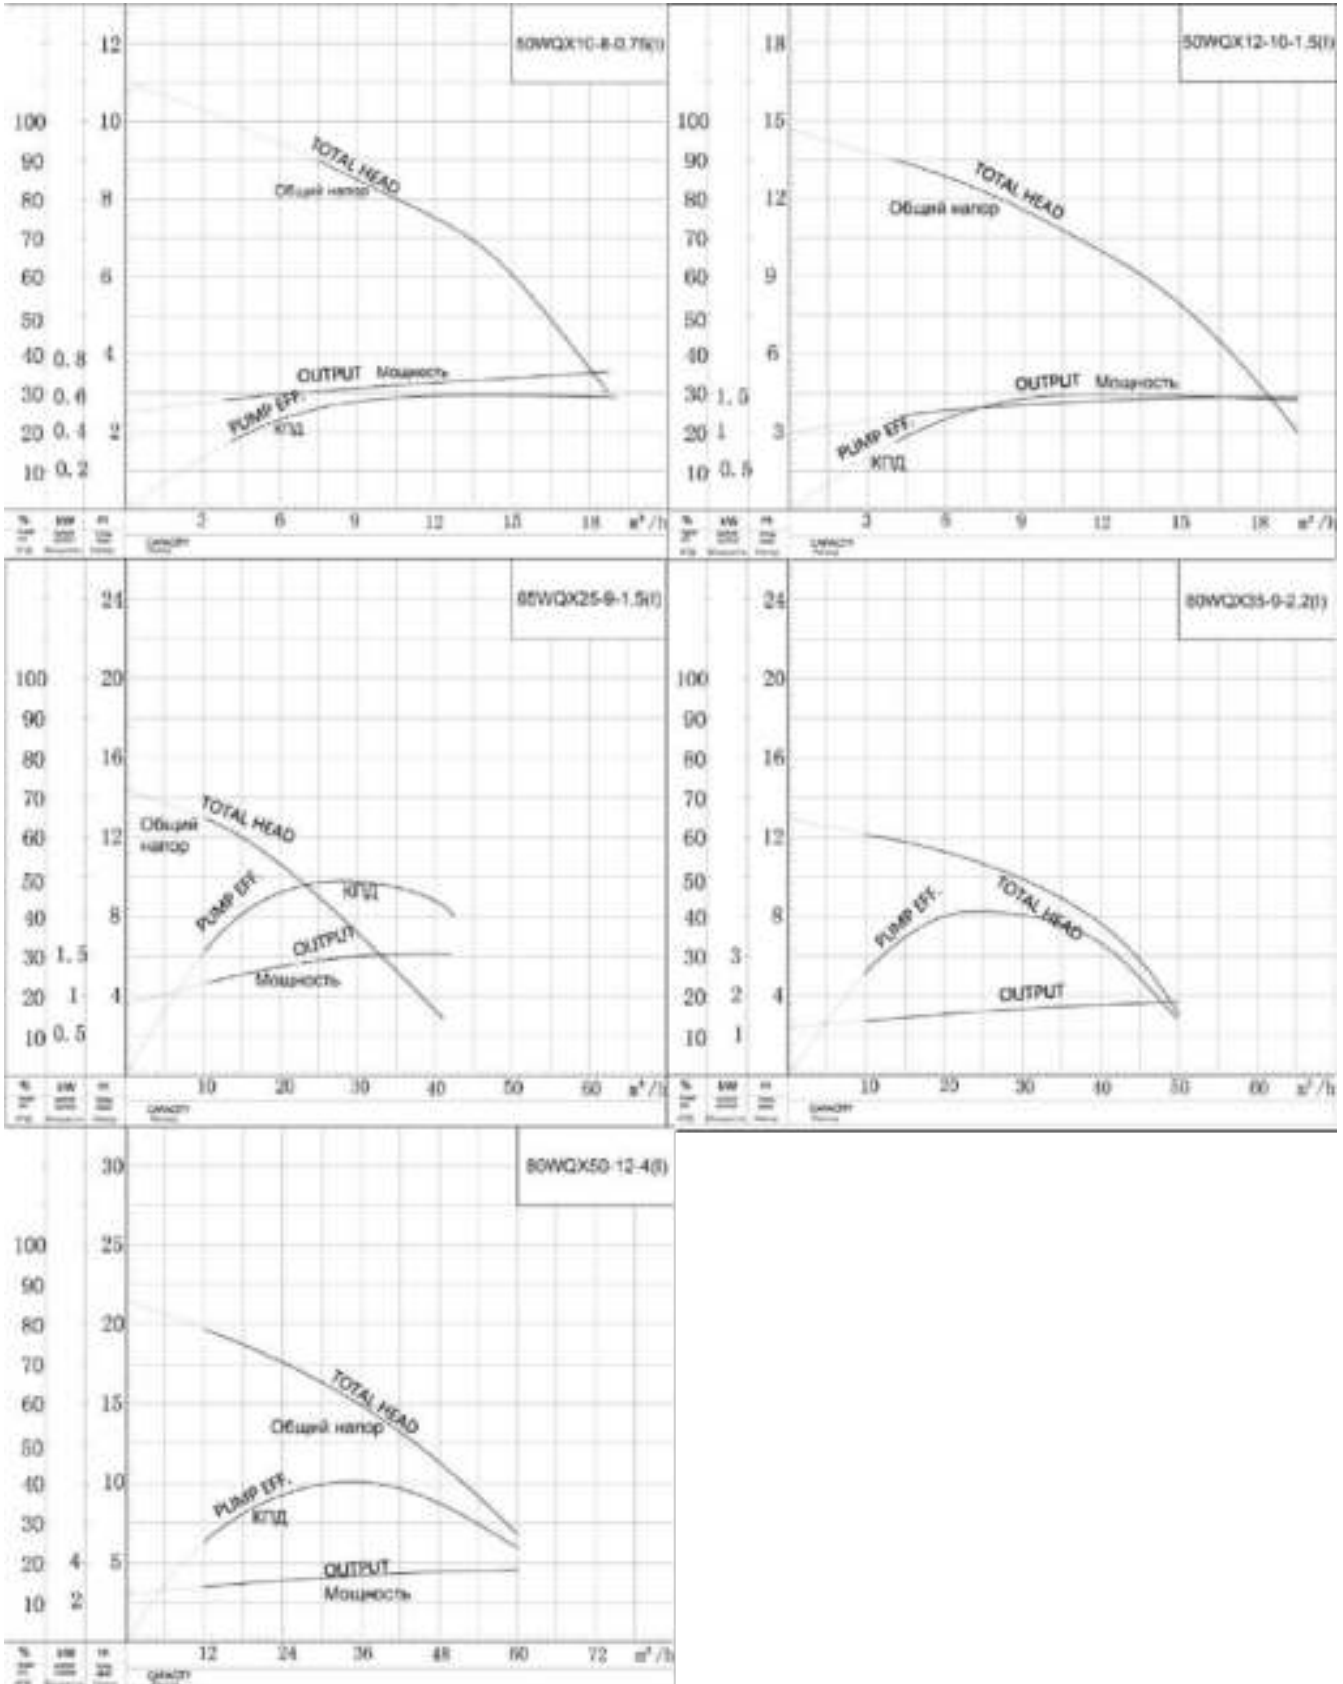 50WQX10-8-0.75(I)
12
100 10
TOTAL HEAD
90
Общий напор
80 8
70
60 6
50
40 0.8 4
OUTPUT Мощность
30 0.6
PUMP EFF.
КПД
20 0.4 2
10 0.2
% kW m 3 6 9 12 15 18 m³/h
CAPACITY
50WQX12-10-1.5(I)
18
100 15
90
TOTAL HEAD
80 12
Общий напор
70
60 9
50
40 6
OUTPUT Мощность
30 1.5
PUMP EFF.
20 1 3
КПД
10 0.5
% kW m 3 6 9 12 15 18 m³/h
CAPACITY
65WQX25-9-1.5(I)
24
100 20
90
80 16
70
TOTAL HEAD
Общий
напор
60 12
50
PUMP EFF.
КПД
40 8
OUTPUT
30 1.5
Мощность
20 1 4
10 0.5
% kW m 10 20 30 40 50 60 m³/h
CAPACITY
80WQX35-9-2.2(I)
24
100 20
90
80 16
70
60 12
50
TOTAL HEAD
PUMP EFF.
40 8
30 3
OUTPUT
20 2 4
10 1
% kW m 10 20 30 40 50 60 m³/h
CAPACITY
80WQX50-12-4(I)
30
100 25
90
80 20
70
TOTAL HEAD
60 15
Общий напор
50
40 10
PUMP EFF.
КПД
30
20 4 5
OUTPUT
Мощность
10 2
% kW m 12 24 36 48 60 72 m³/h
CAPACITY